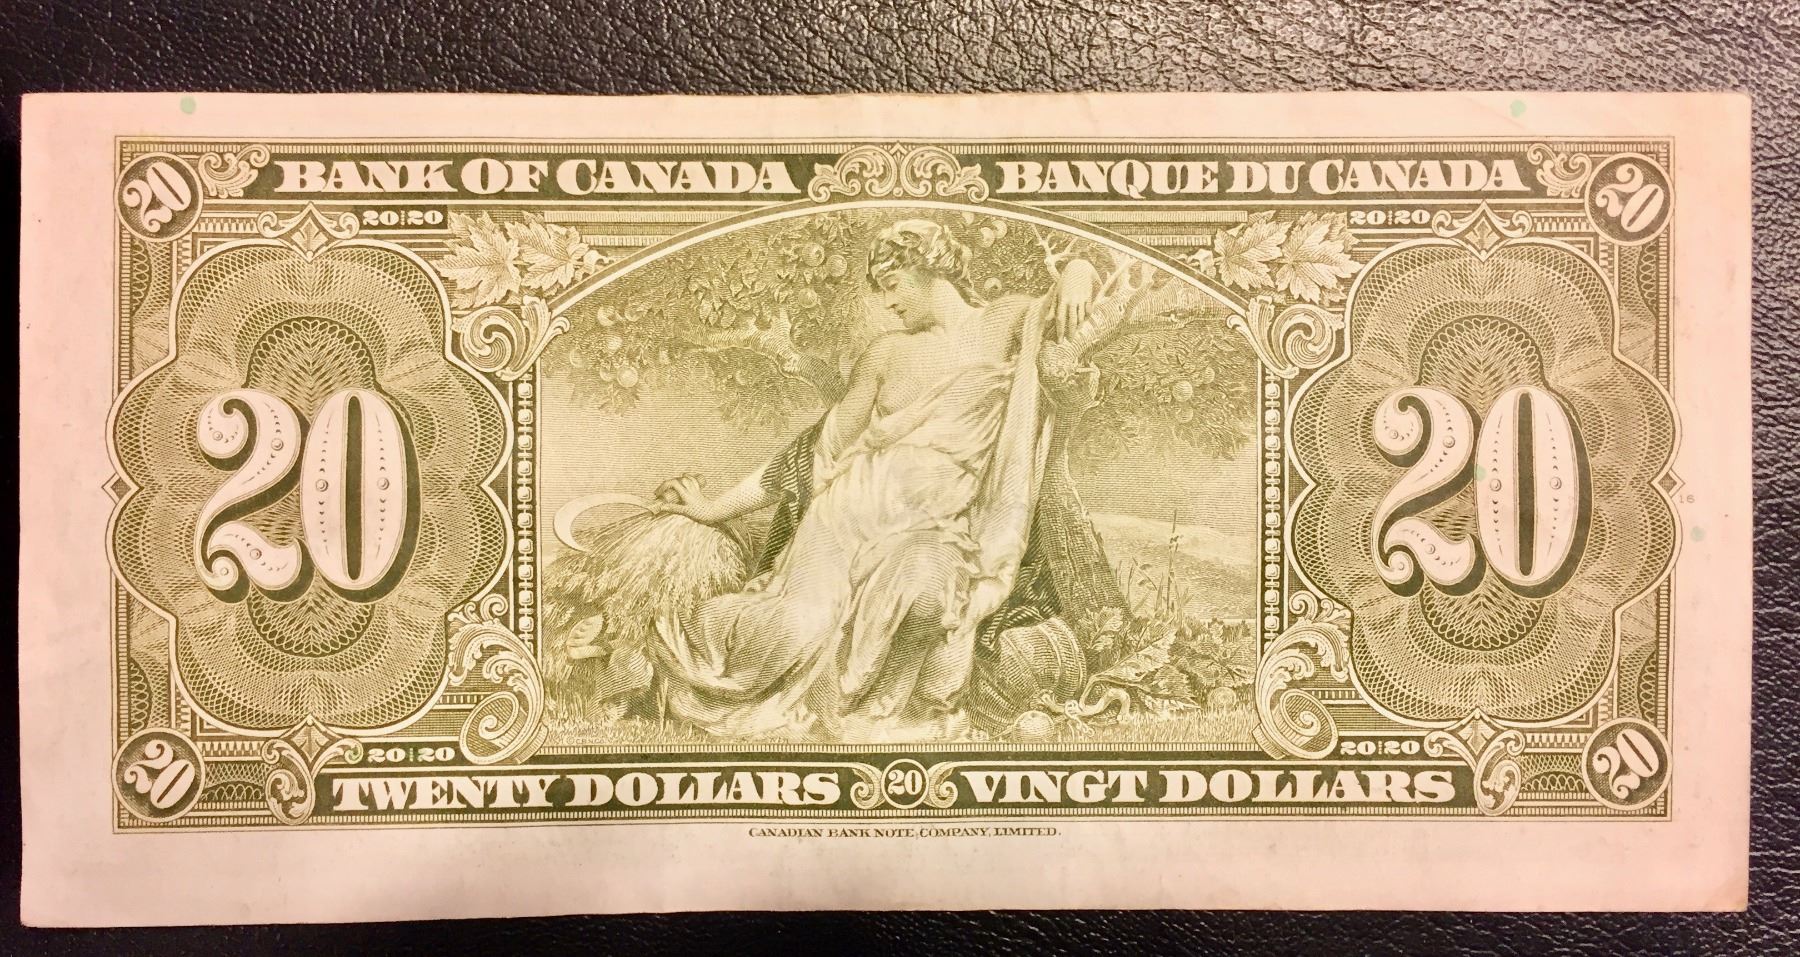 20 BANK OF CANADA BANQUE DU CANADA 20
20 20 20 20
20 20
16
20 20 20 20
20 TWENTY DOLLARS 20 VINGT DOLLARS 20
CANADIAN BANK NOTE COMPANY, LIMITED.